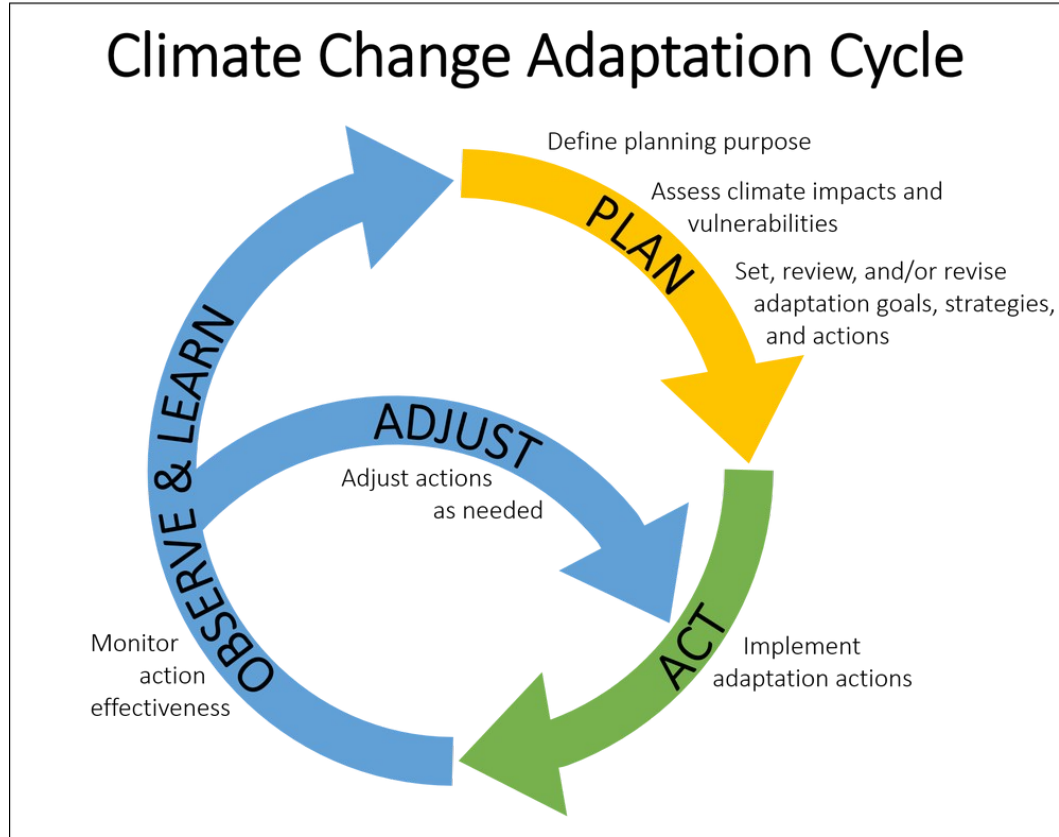 Climate Change Adaptation Cycle
Define planning purpose
PLAN
Assess climate impacts and
vulnerabilities
Set, review, and/or revise
adaptation goals, strategies,
and actions
OBSERVE & LEARN
ADJUST
Adjust actions
as needed
ACT
Implement
adaptation actions
Monitor
action
effectiveness